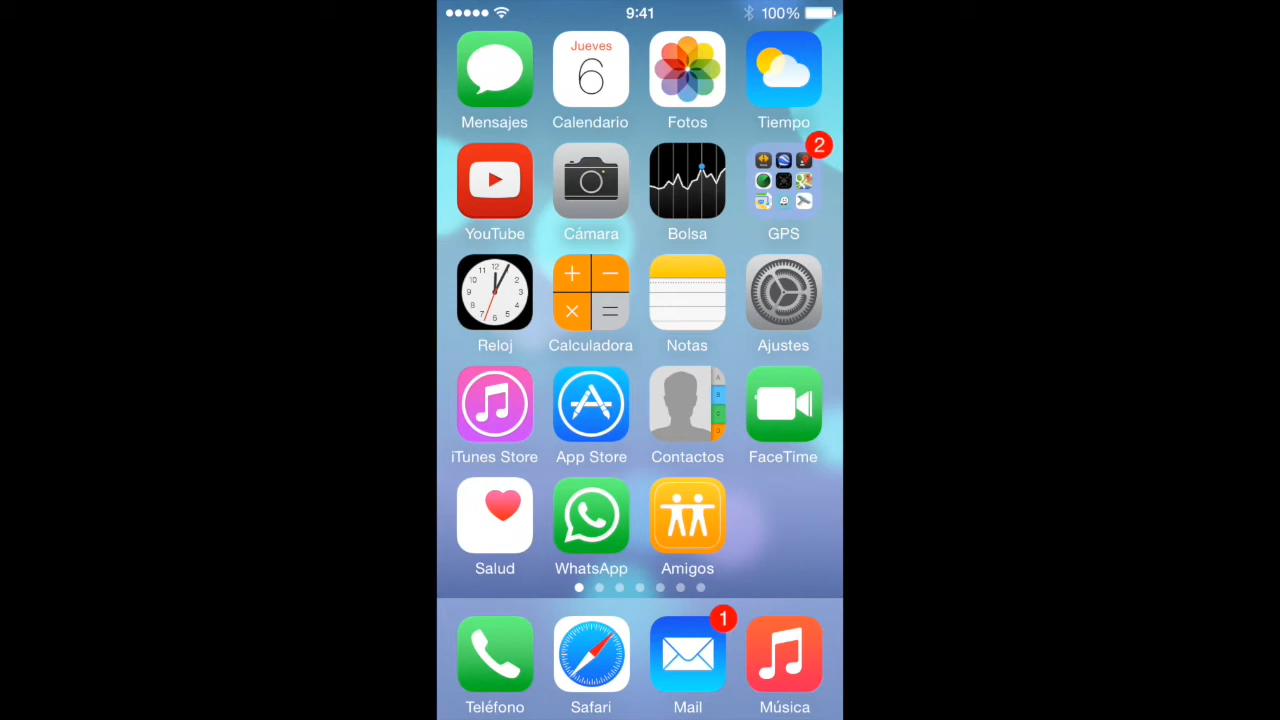 9:41 100%
Jueves
6
Mensajes Calendario Fotos Tiempo
2
YouTube Cámara Bolsa GPS
Reloj Calculadora Notas Ajustes
iTunes Store App Store Contactos FaceTime
Salud WhatsApp Amigos
1
Teléfono Safari Mail Música